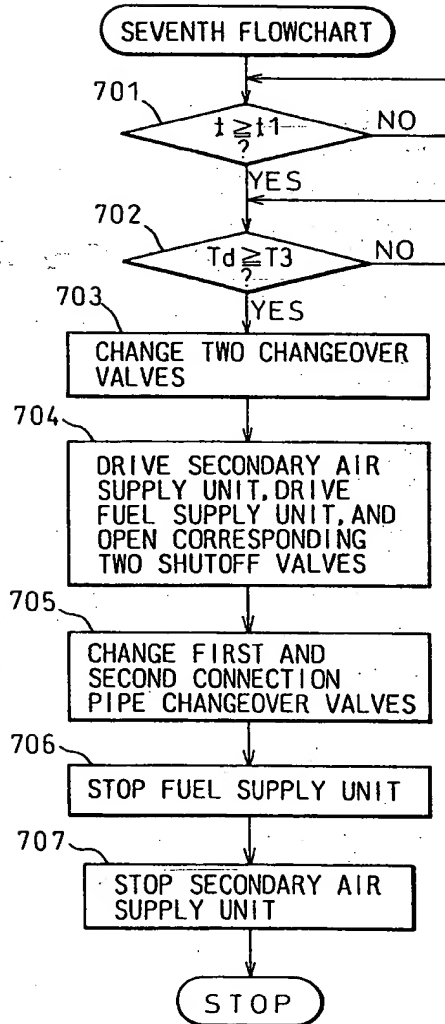 SEVENTH FLOWCHART
701
t ≧ t1
?
NO
YES
702
Td ≧ T3
?
NO
YES
703
CHANGE TWO CHANGEOVER
VALVES
704
DRIVE SECONDARY AIR
SUPPLY UNIT, DRIVE
FUEL SUPPLY UNIT, AND
OPEN CORRESPONDING
TWO SHUTOFF VALVES
705
CHANGE FIRST AND
SECOND CONNECTION
PIPE CHANGEOVER VALVES
706
STOP FUEL SUPPLY UNIT
707
STOP SECONDARY AIR
SUPPLY UNIT
STOP